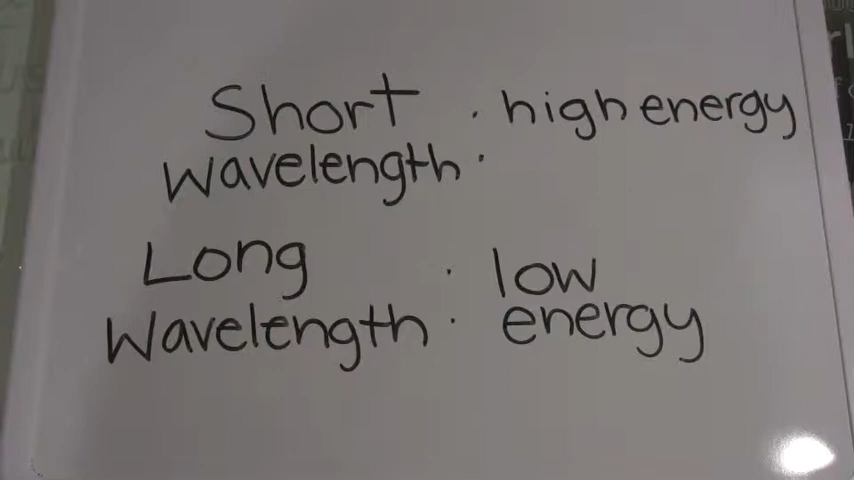 Short : high energy
Wavelength
Long : low
Wavelength energy